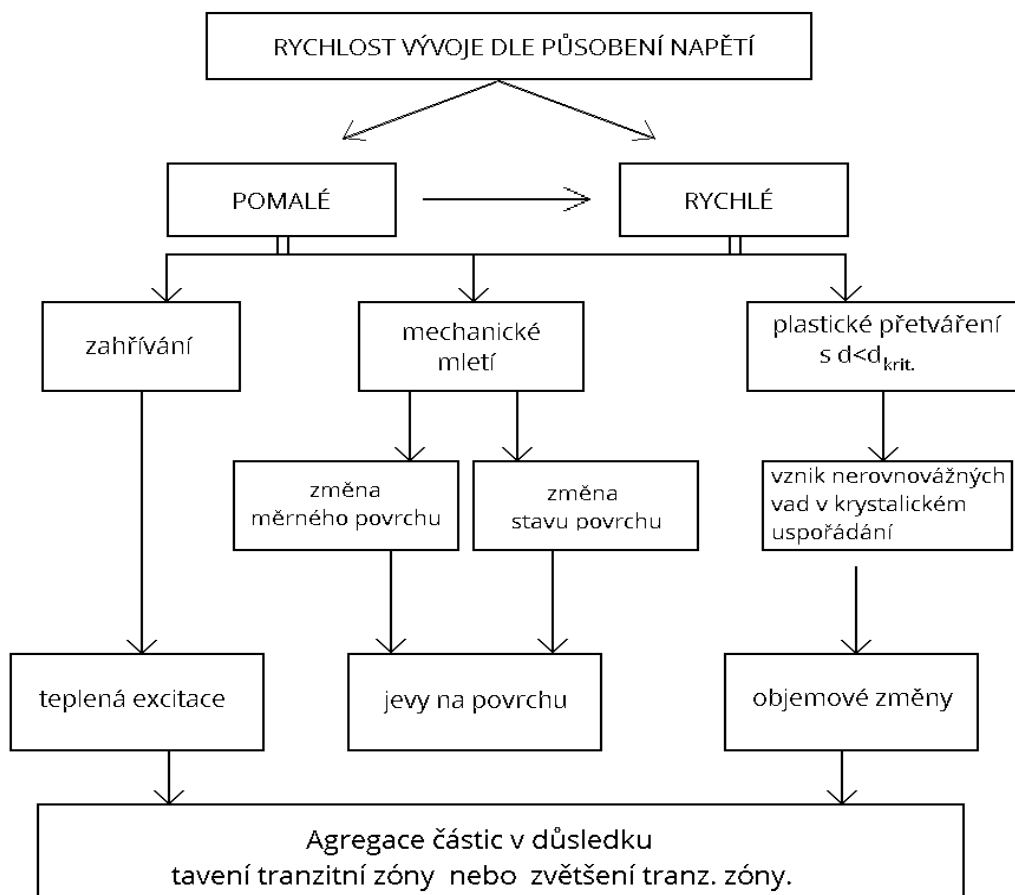 RYCHLOST VÝVOJE DLE PŮSOBENÍ NAPĚTÍ
POMALÉ
RYCHLÉ
zahřívání
mechanické
mletí
plastické přetváření
s d<dkrit.
změna
měrného povrchu
změna
stavu povrchu
vznik nerovnovážných
vad v krystalickém
uspořádání
teplená excitace
jevy na povrchu
objemové změny
Agregace částic v důsledku
tavení tranzitní zóny nebo zvětšení tranz. zóny.